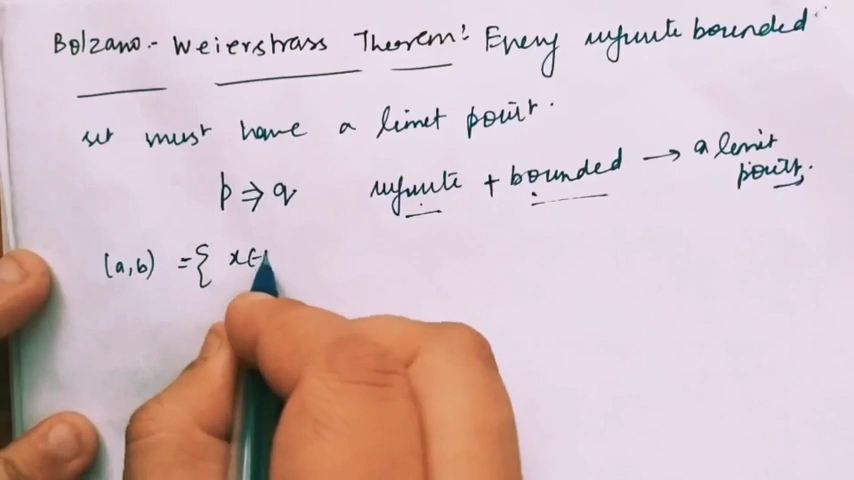 Bolzano - Weierstrass Theorem: Every infinite bounded
set must have a limit point.
p ⇒ q infinite + bounded → a limit
point.
(a,b) = { x ∈